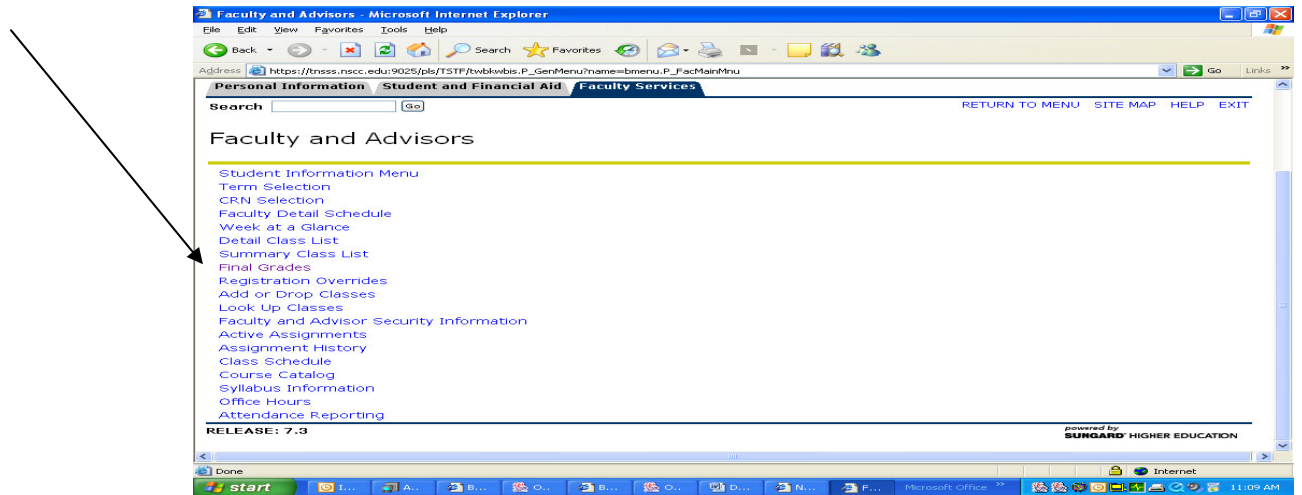 Faculty and Advisors - Microsoft Internet Explorer
File Edit View Favorites Tools Help
Back Search Favorites
Address https://tnsss.nscc.edu:9025/pls/TSTF/twbkwbis.P_GenMenu?name=bmenu.P_FacMainMnu Go Links »
Personal Information Student and Financial Aid Faculty Services
Search Go RETURN TO MENU SITE MAP HELP EXIT
Faculty and Advisors
Student Information Menu
Term Selection
CRN Selection
Faculty Detail Schedule
Week at a Glance
Detail Class List
Summary Class List
Final Grades
Registration Overrides
Add or Drop Classes
Look Up Classes
Faculty and Advisor Security Information
Active Assignments
Assignment History
Class Schedule
Course Catalog
Syllabus Information
Office Hours
Attendance Reporting
RELEASE: 7.3 powered by
SUNGARD® HIGHER EDUCATION
Done Internet
start I... A... B... O... B... O... D... N... F... Microsoft Office » 11:09 AM